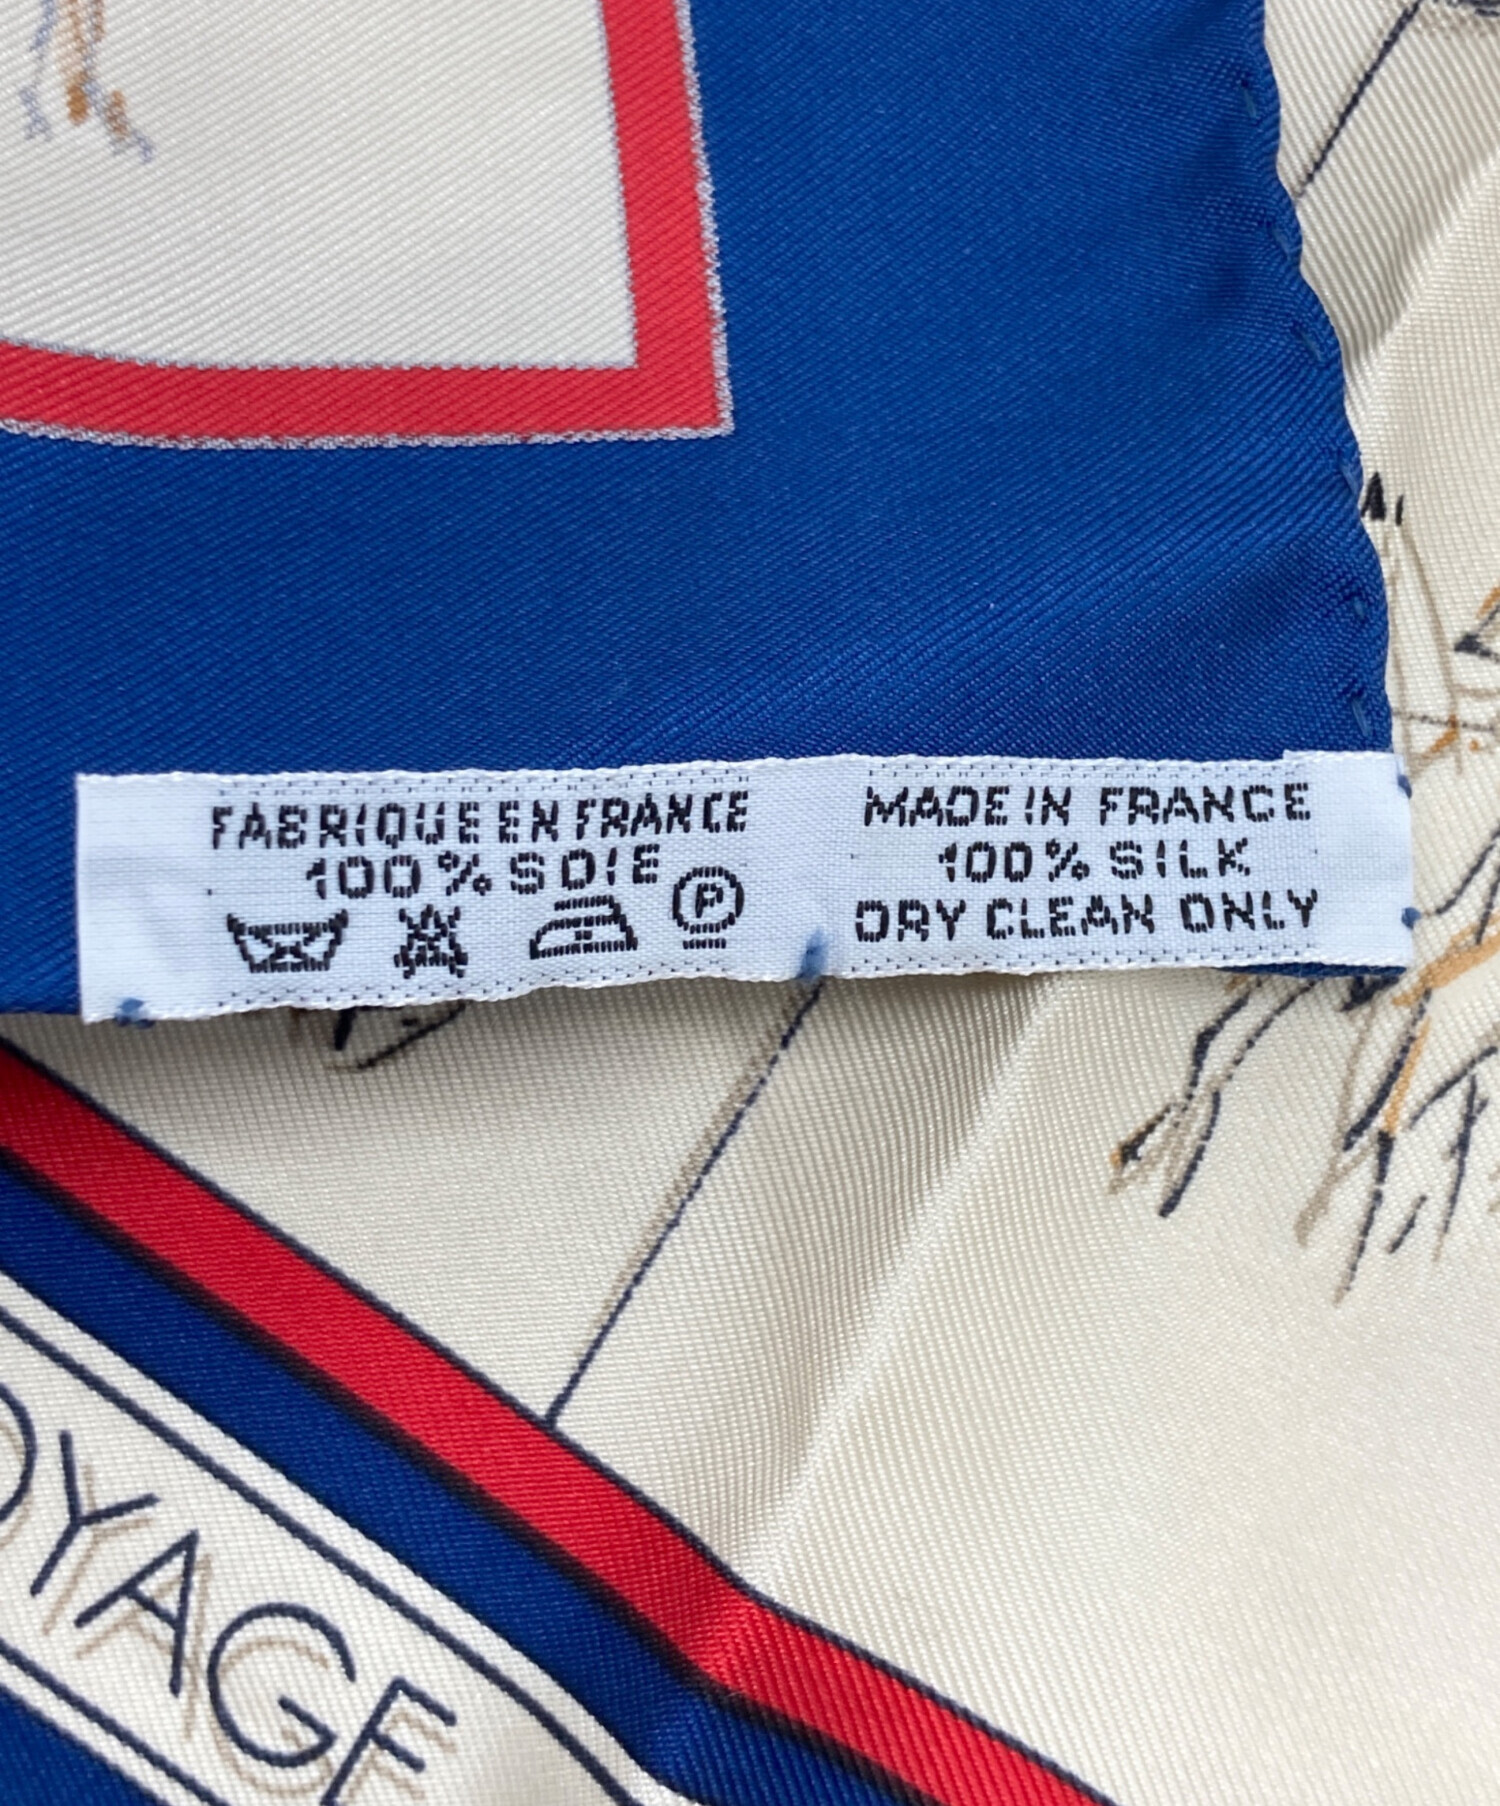 FABRIQUE EN FRANCE
100% SOIE
P
MADE IN FRANCE
100% SILK
DRY CLEAN ONLY
OYAGE